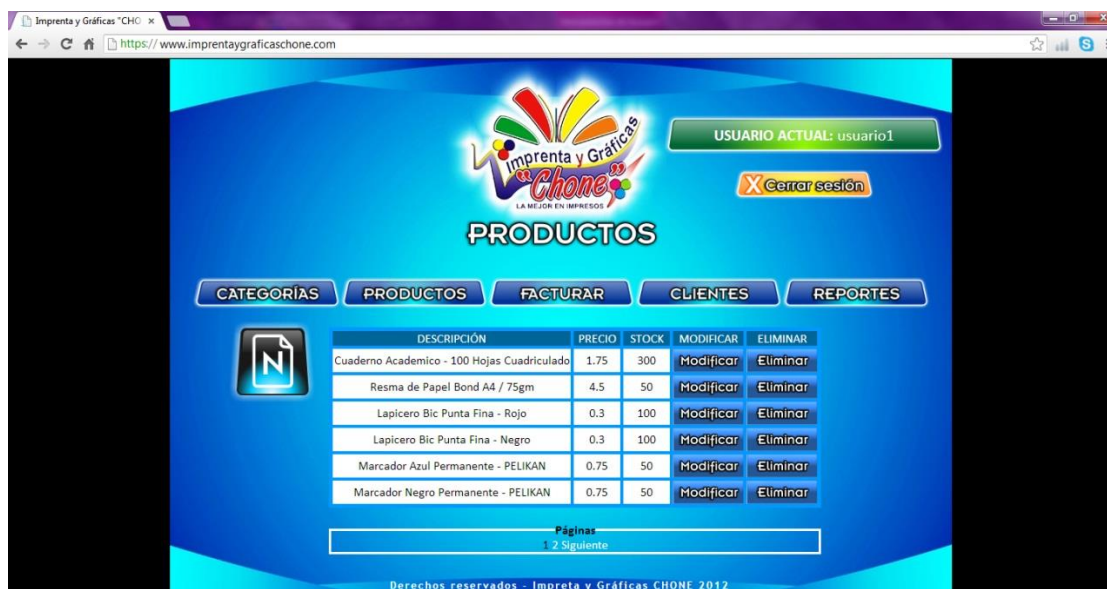 Imprenta y Gráficas "CHO
https://www.imprentaygraficaschone.com
Imprenta y Gráficas
"Chone"
LA MEJOR EN IMPRESOS
USUARIO ACTUAL: usuario1
X Cerrar sesión
PRODUCTOS
CATEGORÍAS PRODUCTOS FACTURAR CLIENTES REPORTES
N
DESCRIPCIÓN PRECIO STOCK MODIFICAR ELIMINAR
Cuaderno Academico - 100 Hojas Cuadriculado 1.75 300 Modificar Eliminar
Resma de Papel Bond A4 / 75gm 4.5 50 Modificar Eliminar
Lapicero Bic Punta Fina - Rojo 0.3 100 Modificar Eliminar
Lapicero Bic Punta Fina - Negro 0.3 100 Modificar Eliminar
Marcador Azul Permanente - PELIKAN 0.75 50 Modificar Eliminar
Marcador Negro Permanente - PELIKAN 0.75 50 Modificar Eliminar
Páginas
1 2 Siguiente
Derechos reservados - Impreta y Gráficas CHONE 2012